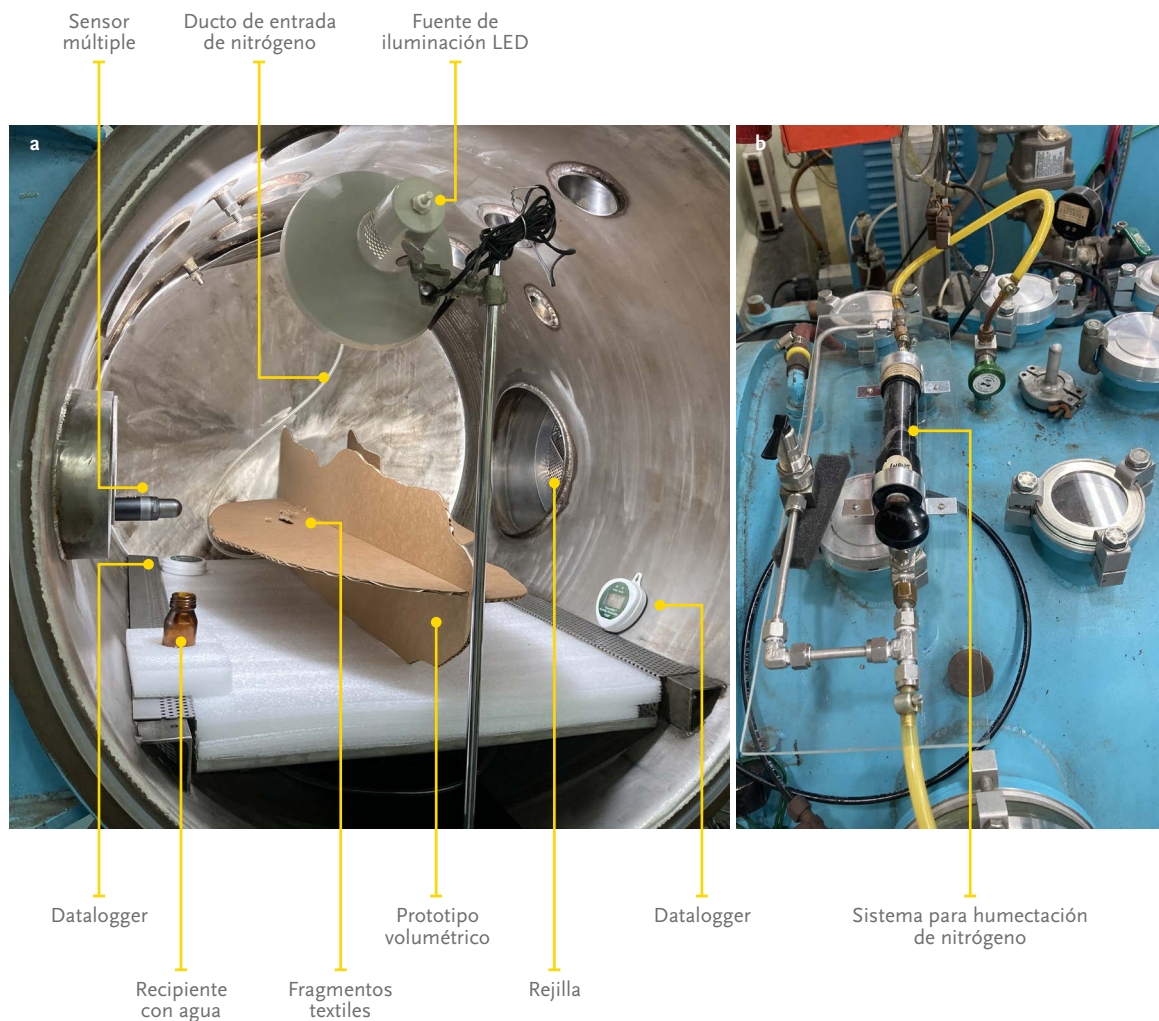 Sensor
múltiple
Ducto de entrada
de nitrógeno
Fuente de
iluminación LED
a
b
Datalogger
Prototipo
volumétrico
Datalogger
Sistema para humectación
de nitrógeno
Recipiente
con agua
Fragmentos
textiles
Rejilla